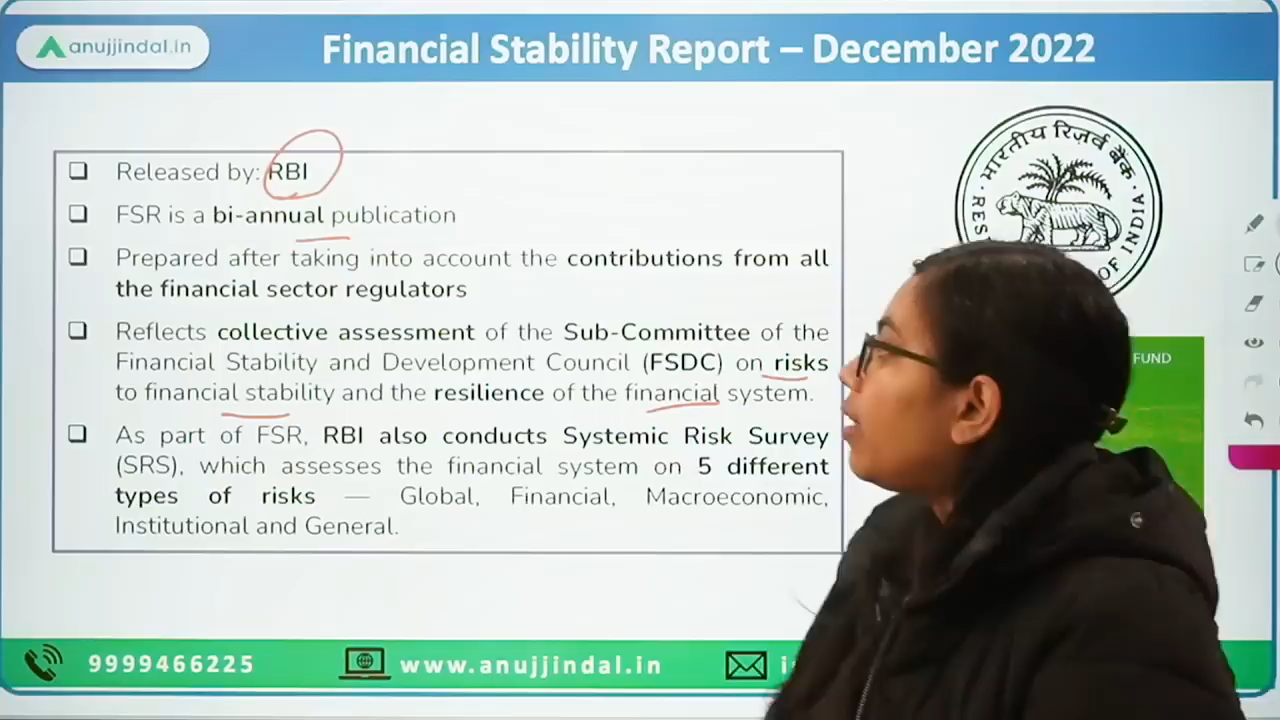 anujjindal.in
Financial Stability Report – December 2022
Released by: RBI
FSR is a bi-annual publication
Prepared after taking into account the contributions from all
the financial sector regulators
Reflects collective assessment of the Sub-Committee of the
Financial Stability and Development Council (FSDC) on risks
to financial stability and the resilience of the financial system.
As part of FSR, RBI also conducts Systemic Risk Survey
(SRS), which assesses the financial system on 5 different
types of risks — Global, Financial, Macroeconomic,
Institutional and General.
भारतीय रिज़र्व बैंक
RES
OF INDIA
FUND
9999466225
www.anujjindal.in